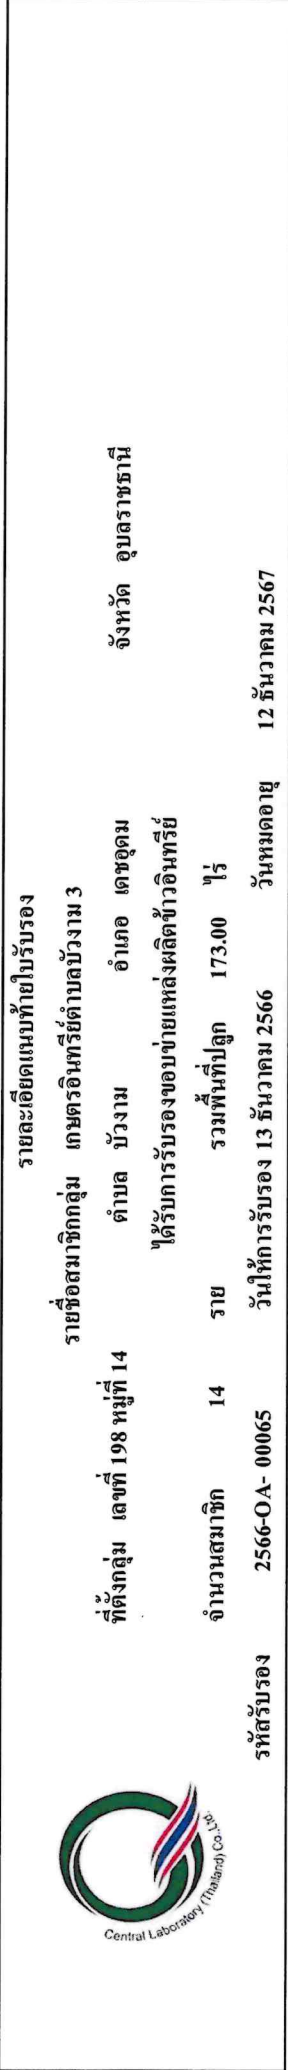 รายละเอียดแนบท้ายใบรับรอง
รายชื่อสมาชิกกลุ่ม เกษตรอินทรีย์ตำบลบัวงาม 3
ที่ตั้งกลุ่ม เลขที่ 198 หมู่ที่ 14 ตำบล บัวงาม อำเภอ เดชอุดม จังหวัด อุบลราชธานี
ได้รับการรับรองขอบข่ายแหล่งผลิตข้าวอินทรีย์
จำนวนสมาชิก 14 ราย รวมพื้นที่ปลูก 173.00 ไร่
รหัสรับรอง 2566-OA- 00065 วันให้การรับรอง 13 ธันวาคม 2566 วันหมดอายุ 12 ธันวาคม 2567
Central Laboratory (Thailand) Co.,Ltd.